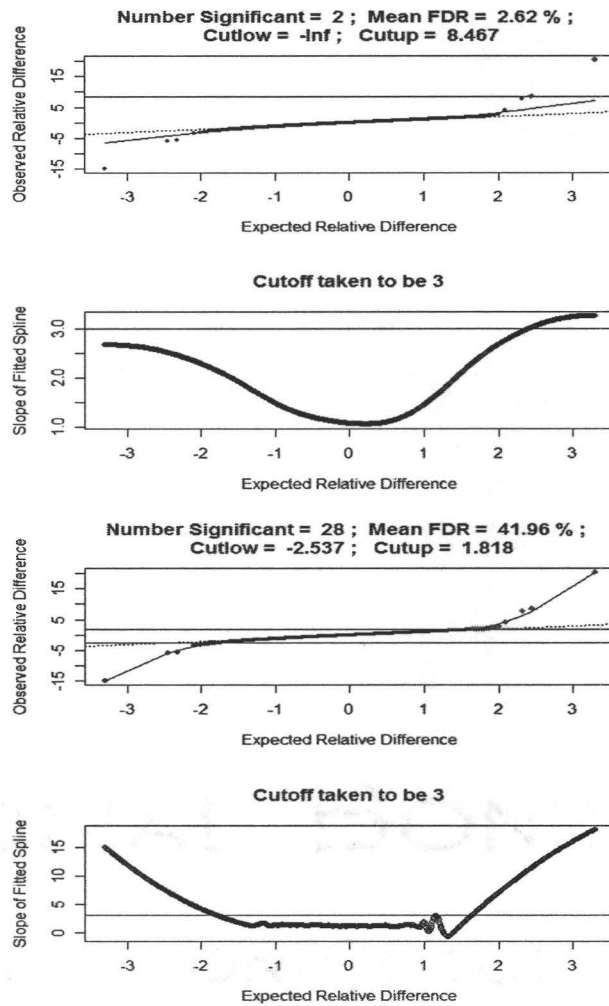 Number Significant = 2 ; Mean FDR = 2.62 % ;
Cutlow = -Inf ; Cutup = 8.467
Observed Relative Difference
15
5
-5
-15
-3 -2 -1 0 1 2 3
Expected Relative Difference
Cutoff taken to be 3
Slope of Fitted Spline
3.0
2.0
1.0
-3 -2 -1 0 1 2 3
Expected Relative Difference
Number Significant = 28 ; Mean FDR = 41.96 % ;
Cutlow = -2.537 ; Cutup = 1.818
Observed Relative Difference
15
5
-5
-15
-3 -2 -1 0 1 2 3
Expected Relative Difference
Cutoff taken to be 3
Slope of Fitted Spline
15
10
5
0
-3 -2 -1 0 1 2 3
Expected Relative Difference